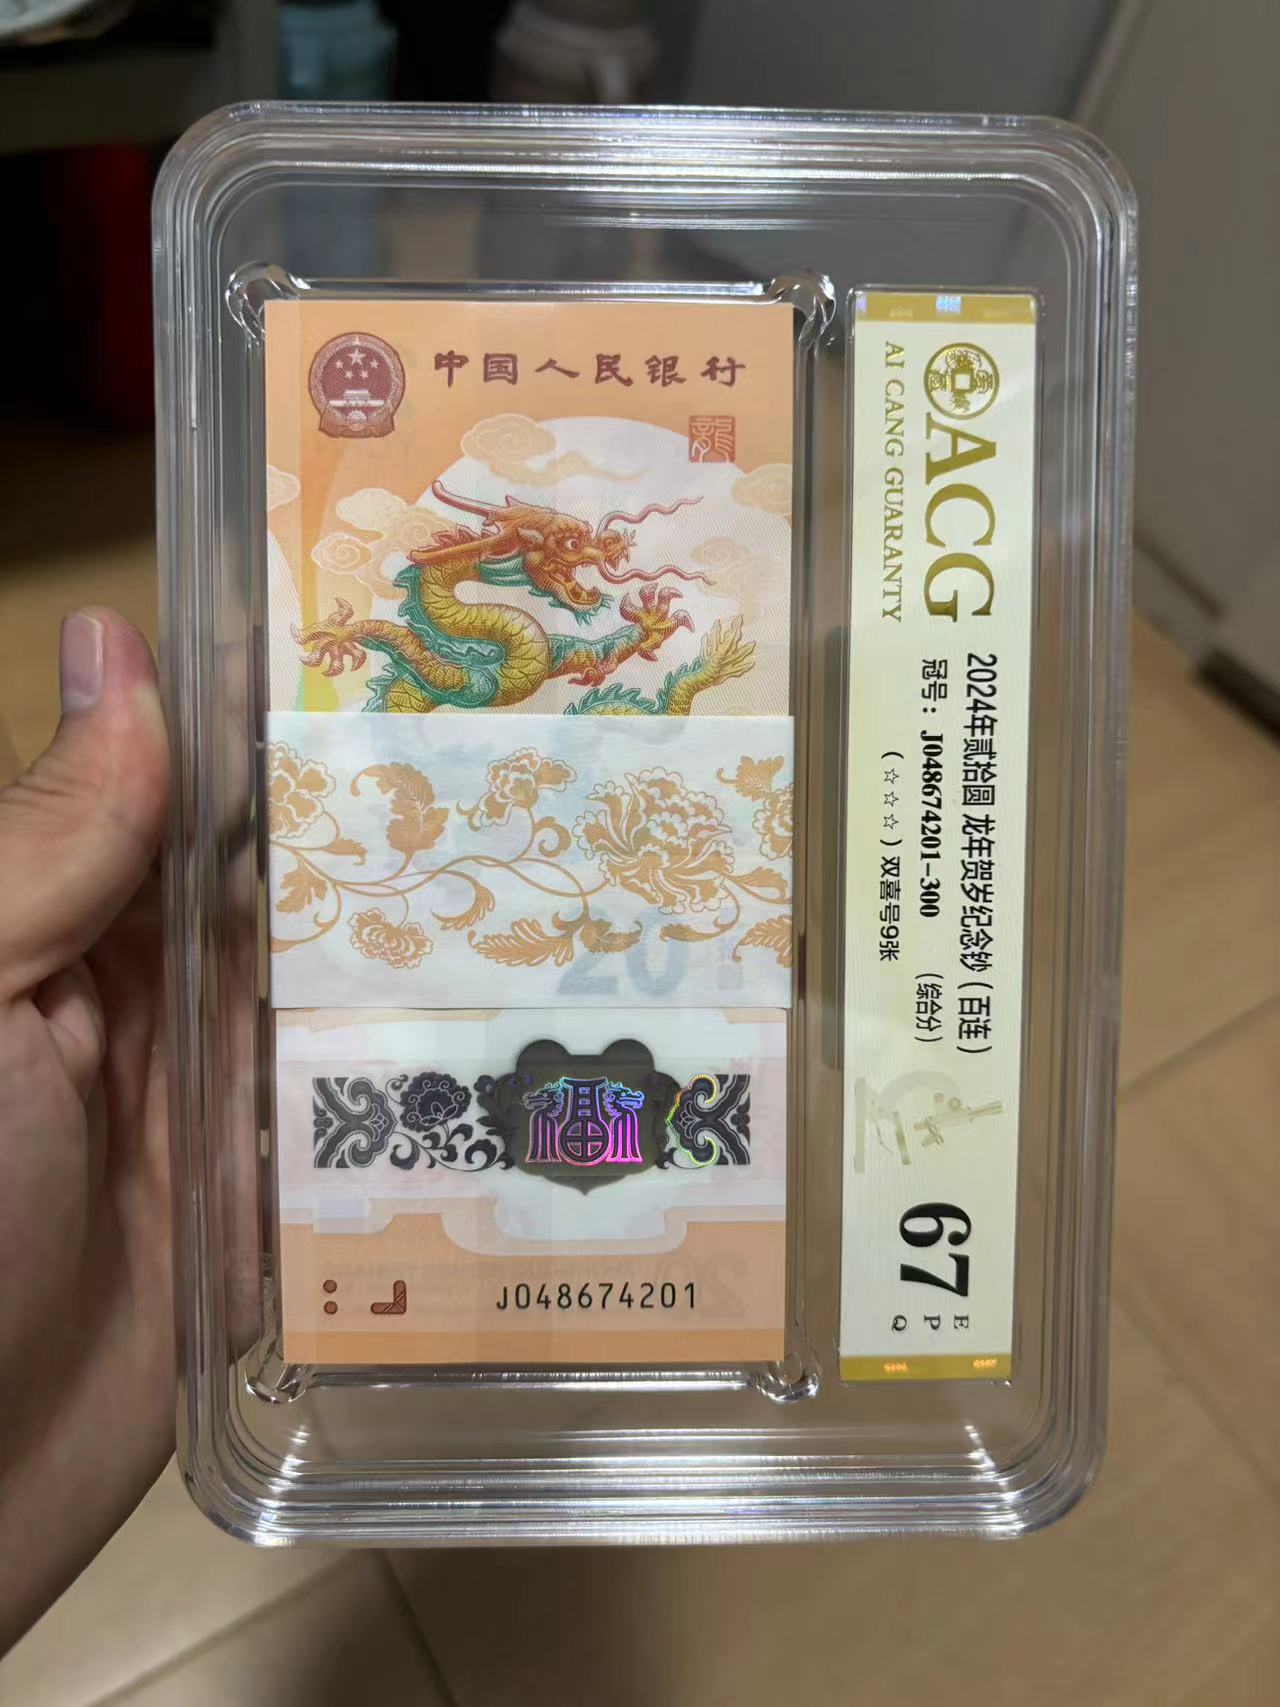 中国人民银行
龍
20
福
J048674201
ACG
AI CANG GUARANTY
2024年贰拾圆 龙年贺岁纪念钞（百连）
冠号：J048674201-300 （综合分）
（☆☆☆）双喜号9张
67
E
P
Q